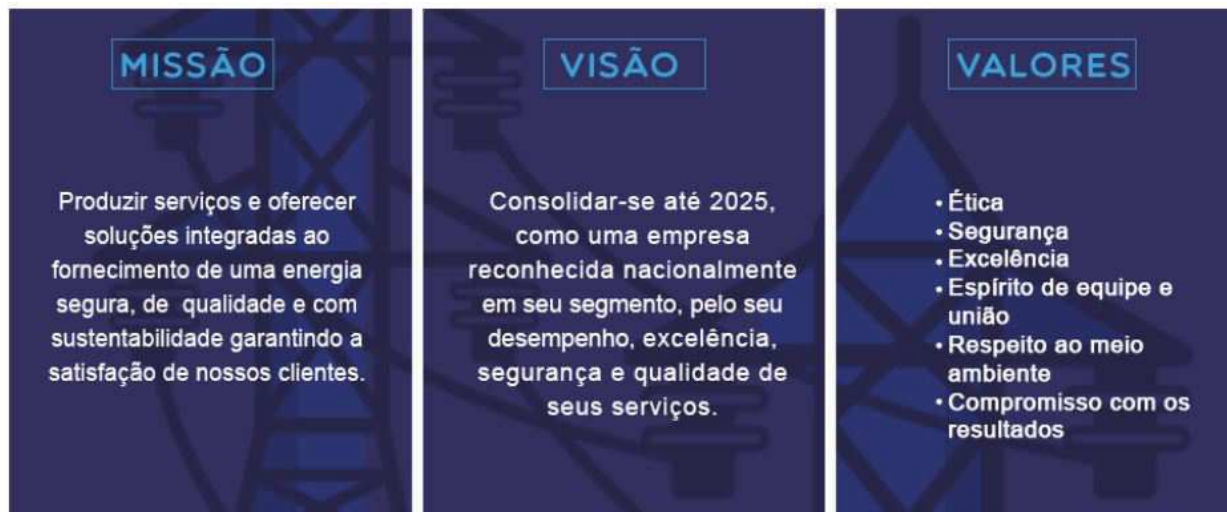 MISSÃO
Produzir serviços e oferecer
soluções integradas ao
fornecimento de uma energia
segura, de qualidade e com
sustentabilidade garantindo a
satisfação de nossos clientes.
VISÃO
Consolidar-se até 2025,
como uma empresa
reconhecida nacionalmente
em seu segmento, pelo seu
desempenho, excelência,
segurança e qualidade de
seus serviços.
VALORES
• Ética
• Segurança
• Excelência
• Espírito de equipe e
união
• Respeito ao meio
ambiente
• Compromisso com os
resultados